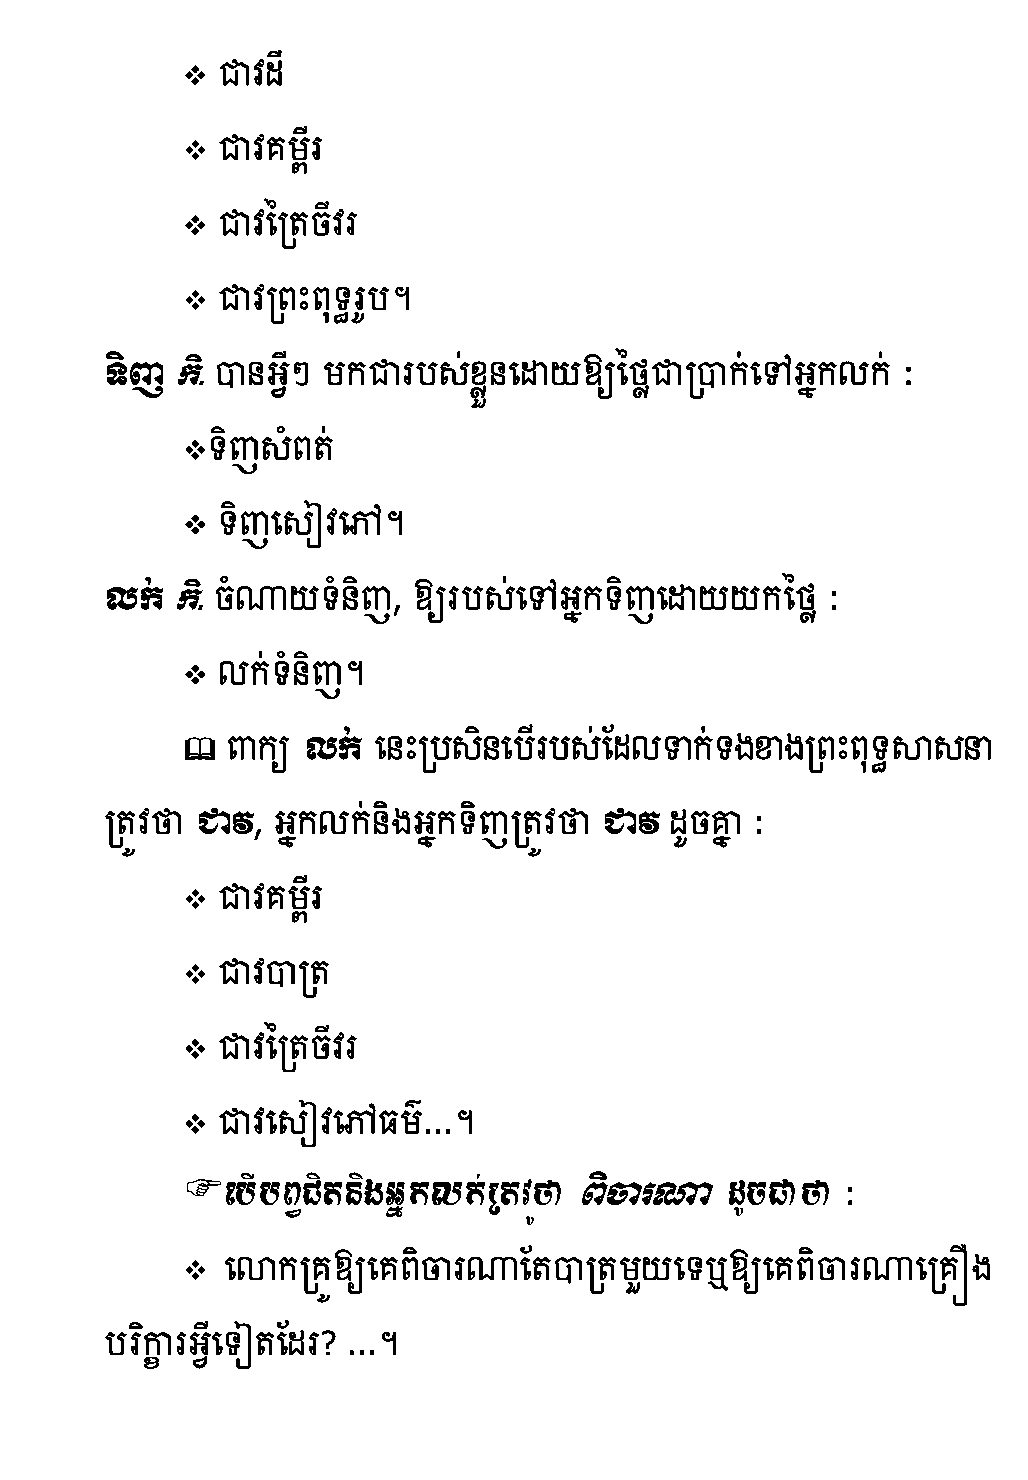 ❖ ជាវដី
❖ ជាវគម្ពីរ
❖ ជាវត្រៃចីវរ
❖ ជាវព្រះពុទ្ធរូប។
ទិញ កិ. បានអ្វីៗ មកជារបស់ខ្លួនដោយឱ្យថ្លៃជាប្រាក់ទៅអ្នកលក់ :
❖ទិញសំពត់
❖ ទិញសៀវភៅ។
លក់ កិ. ចំណាយទំនិញ, ឱ្យរបស់ទៅអ្នកទិញដោយយកថ្លៃ :
❖ លក់ទំនិញ។
🕮 ពាក្យ លក់ នេះប្រសិនបើរបស់ដែលទាក់ទងខាងព្រះពុទ្ធសាសនា
ត្រូវថា ជាវ, អ្នកលក់និងអ្នកទិញត្រូវថា ជាវ ដូចគ្នា :
❖ ជាវគម្ពីរ
❖ ជាវបាត្រ
❖ ជាវត្រៃចីវរ
❖ ជាវសៀវភៅធម៌...។
☞បើបព្វជិតនិងអ្នកលក់ត្រូវថា ពិចារណា ដូចជាថា :
❖ លោកគ្រូឱ្យគេពិចារណាតែបាត្រមួយទេឬឱ្យគេពិចារណាគ្រឿង
បរិក្ខារអ្វីទៀតដែរ? ...។